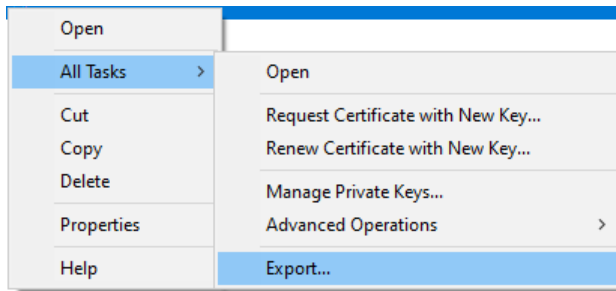 Open
All Tasks
Cut
Copy
Delete
Properties
Help
Open
Request Certificate with New Key...
Renew Certificate with New Key...
Manage Private Keys...
Advanced Operations
Export...